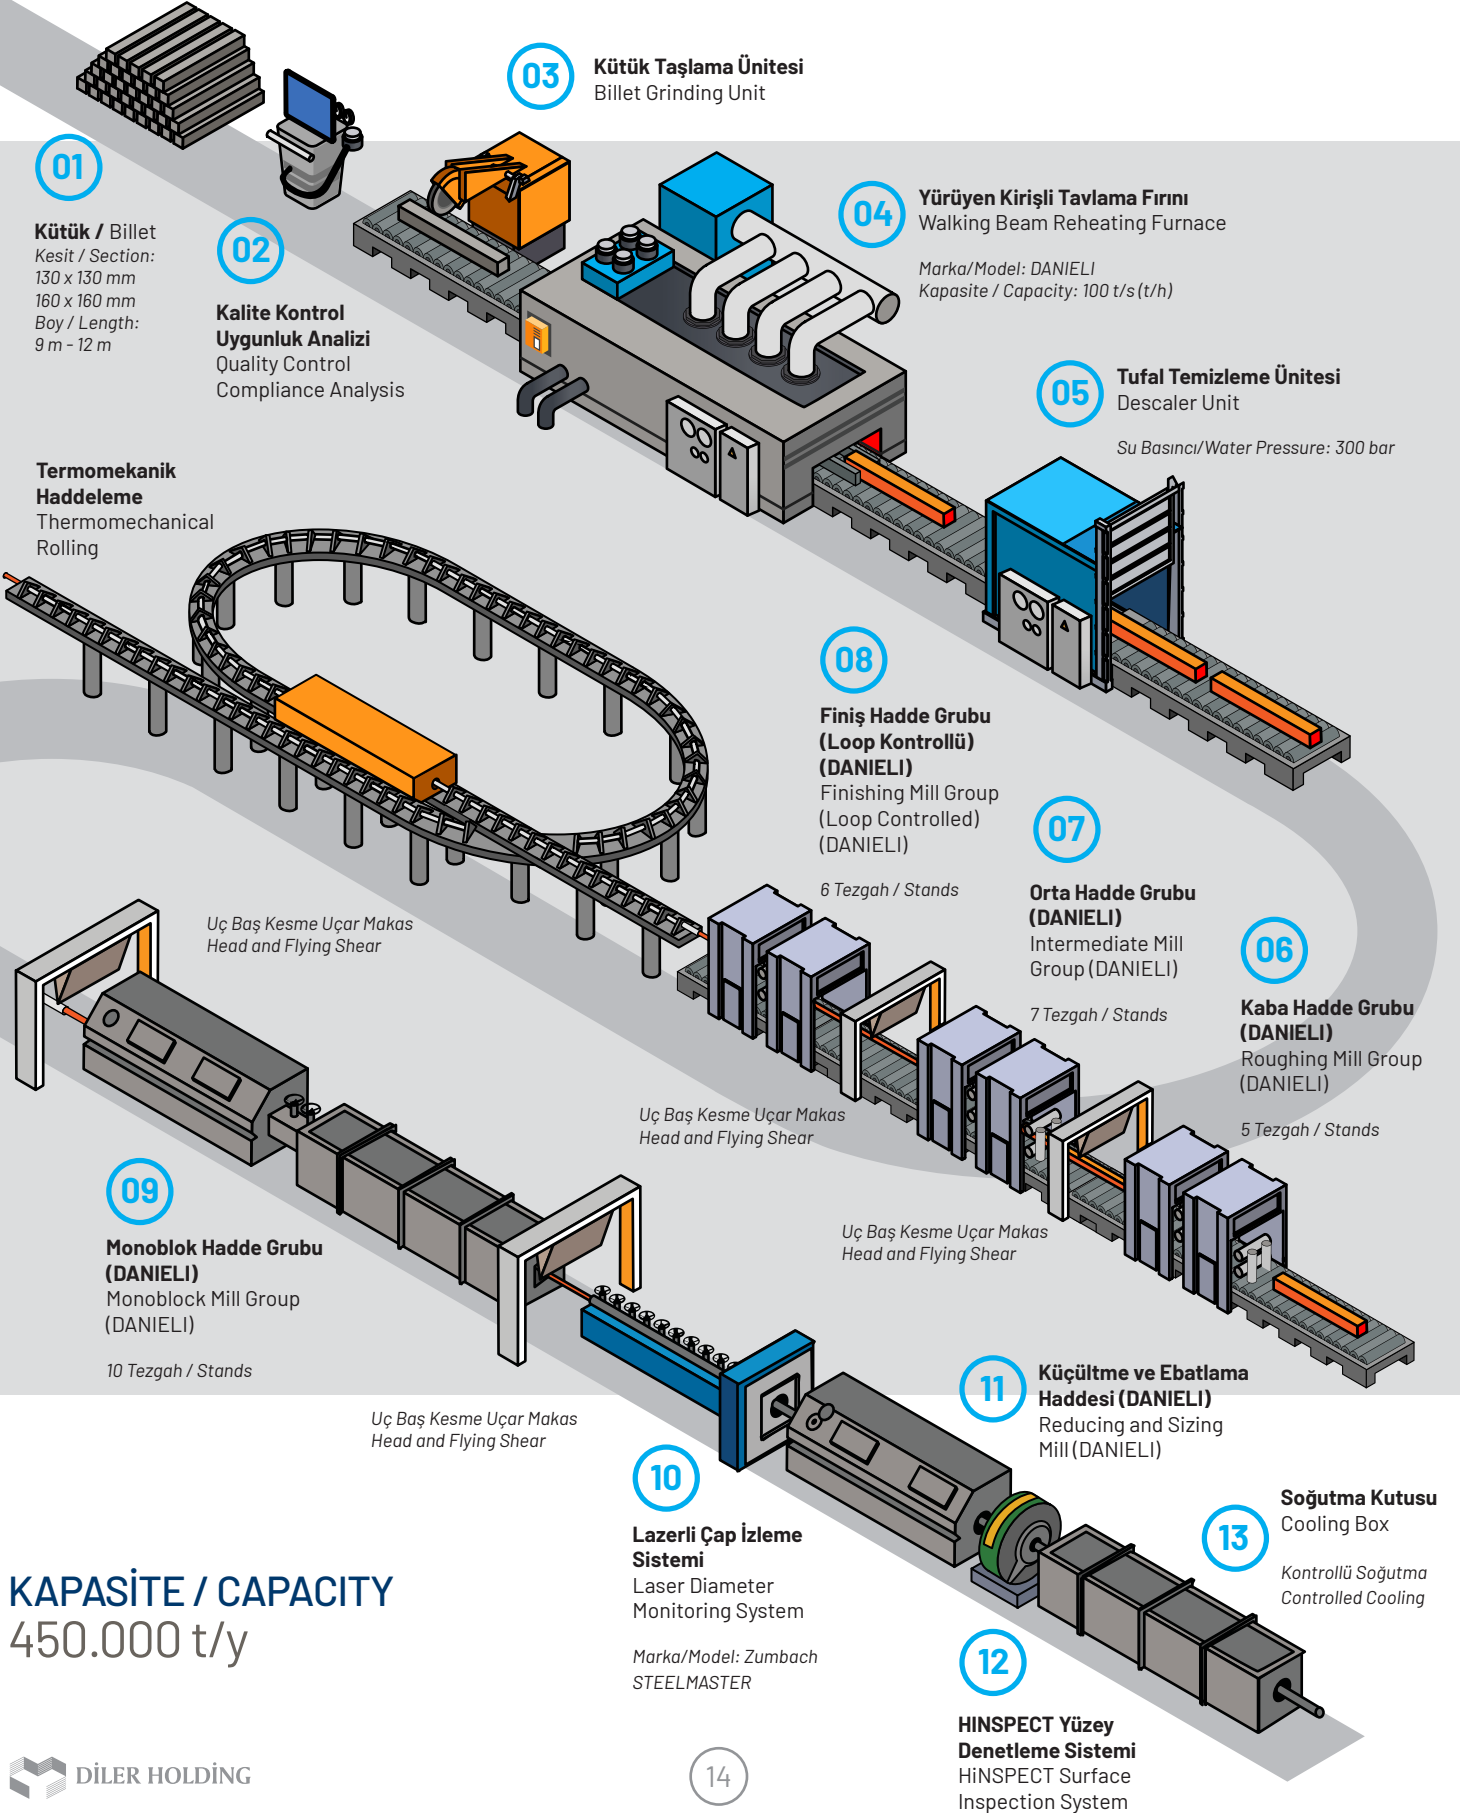 01
Kütük / Billet
Kesit / Section:
130 x 130 mm
160 x 160 mm
Boy / Length:
9 m - 12 m
02
Kalite Kontrol
Uygunluk Analizi
Quality Control
Compliance Analysis
03
Kütük Taşlama Ünitesi
Billet Grinding Unit
04
Yürüyen Kirişli Tavlama Fırını
Walking Beam Reheating Furnace
Marka/Model: DANIELI
Kapasite / Capacity: 100 t/s (t/h)
05
Tufal Temizleme Ünitesi
Descaler Unit
Su Basıncı/Water Pressure: 300 bar
Termomekanik
Haddeleme
Thermomechanical
Rolling
08
Finiş Hadde Grubu
(Loop Kontrollü)
(DANIELI)
Finishing Mill Group
(Loop Controlled)
(DANIELI)
6 Tezgah / Stands
07
Orta Hadde Grubu
(DANIELI)
Intermediate Mill
Group (DANIELI)
7 Tezgah / Stands
06
Kaba Hadde Grubu
(DANIELI)
Roughing Mill Group
(DANIELI)
5 Tezgah / Stands
Uç Baş Kesme Uçar Makas
Head and Flying Shear
Uç Baş Kesme Uçar Makas
Head and Flying Shear
Uç Baş Kesme Uçar Makas
Head and Flying Shear
09
Monoblok Hadde Grubu
(DANIELI)
Monoblock Mill Group
(DANIELI)
10 Tezgah / Stands
Uç Baş Kesme Uçar Makas
Head and Flying Shear
10
Lazerli Çap İzleme
Sistemi
Laser Diameter
Monitoring System
Marka/Model: Zumbach
STEELMASTER
11
Küçültme ve Ebatlama
Haddesi (DANIELI)
Reducing and Sizing
Mill (DANIELI)
12
HINSPECT Yüzey
Denetleme Sistemi
HiNSPECT Surface
Inspection System
13
Soğutma Kutusu
Cooling Box
Kontrollü Soğutma
Controlled Cooling
KAPASİTE / CAPACITY
450.000 t/y
DİLER HOLDİNG
14